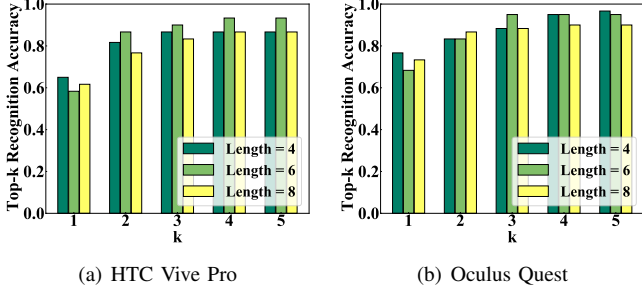 Top-k Recognition Accuracy
1.0
0.8
0.6
0.4
0.2
0.0
Length = 4
Length = 6
Length = 8
1 2 3 4 5
k
(a) HTC Vive Pro
Top-k Recognition Accuracy
1.0
0.8
0.6
0.4
0.2
0.0
Length = 4
Length = 6
Length = 8
1 2 3 4 5
k
(b) Oculus Quest